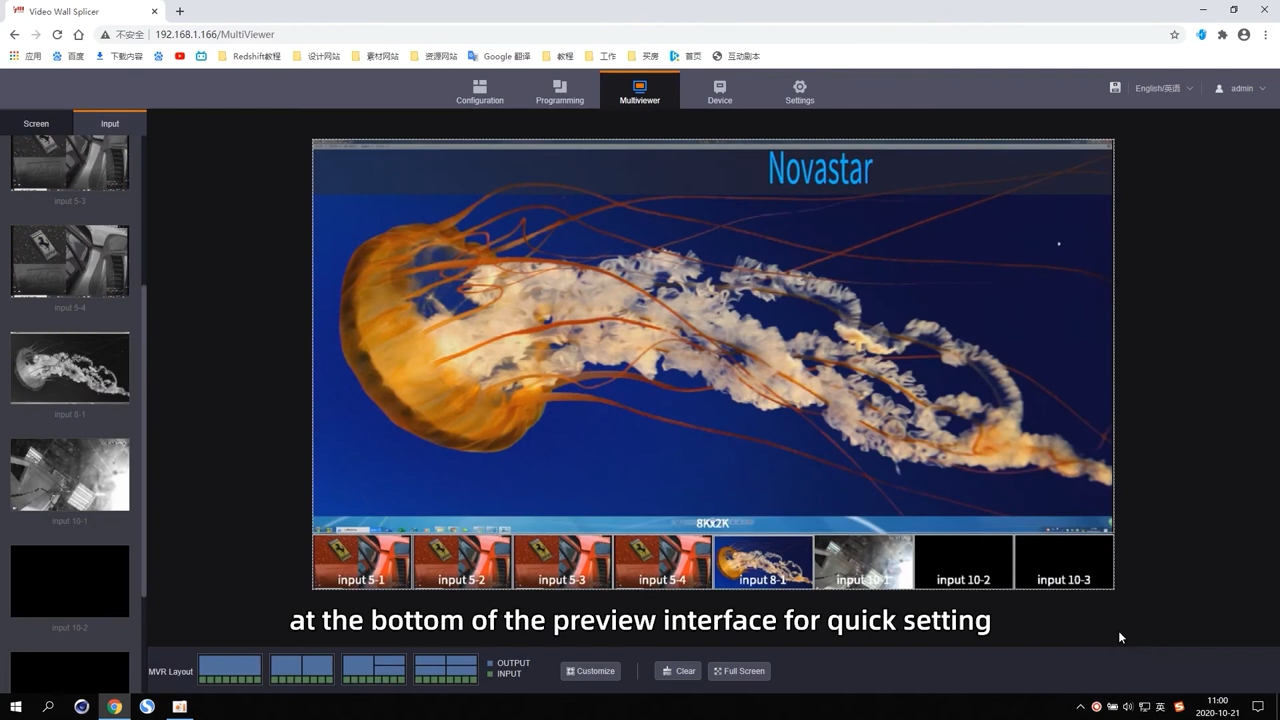 Video Wall Splicer
不安全 192.168.1.166/MultiViewer
应用 百度 下载内容 Redshift教程 设计网站 素材网站 资源网站 Google 翻译 教程 工作 买房 首页 互动剧本
Configuration Programming Multiviewer Device Settings English/英语 admin
Screen Input
input 5-3
input 5-4
input 8-1
input 10-1
input 10-2
Novastar
8Kx2K
input 5-1 input 5-2 input 5-3 input 5-4 input 8-1 input 10-1 input 10-2 input 10-3
at the bottom of the preview interface for quick setting
MVR Layout OUTPUT INPUT Customize Clear Full Screen
英 11:00
2020-10-21